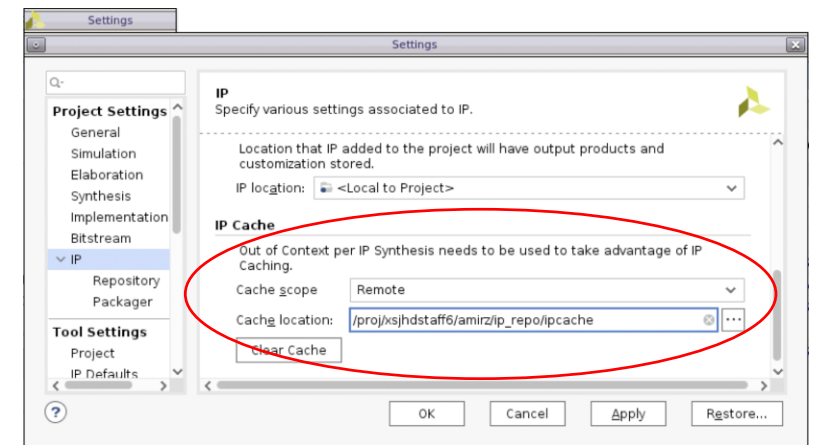 Settings
Settings
Q-
Project Settings
General
Simulation
Elaboration
Synthesis
Implementation
Bitstream
IP
Repository
Packager
Tool Settings
Project
IP Defaults
IP
Specify various settings associated to IP.
Location that IP added to the project will have output products and
customization stored.
IP location: <Local to Project>
IP Cache
Out of Context per IP Synthesis needs to be used to take advantage of IP
Caching.
Cache scope Remote
Cache location: /proj/xsjhdstaff6/amirz/ip_repo/ipcache ...
Clear Cache
? OK Cancel Apply Restore...